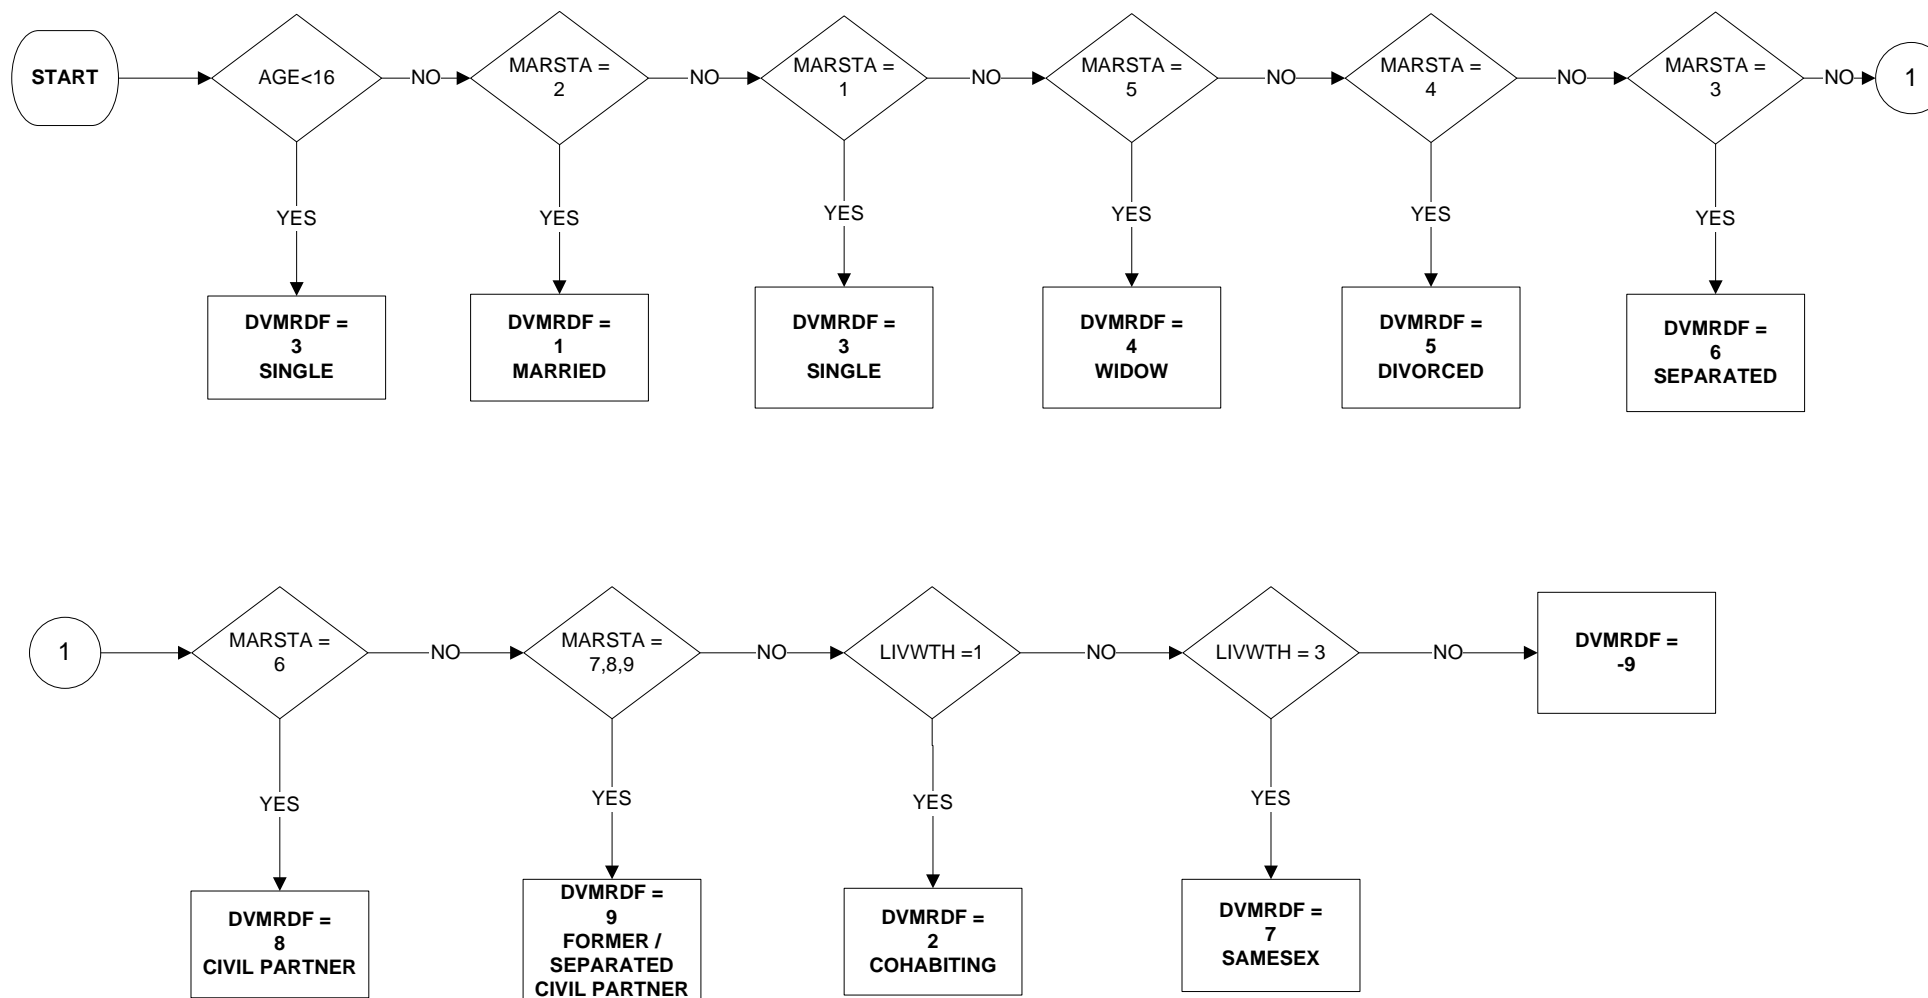 START
AGE<16
NO
MARSTA =
2
NO
MARSTA =
1
NO
MARSTA =
5
NO
MARSTA =
4
NO
MARSTA =
3
NO
1
YES
YES
YES
YES
YES
YES
DVMRDF =
3
SINGLE
DVMRDF =
1
MARRIED
DVMRDF =
3
SINGLE
DVMRDF =
4
WIDOW
DVMRDF =
5
DIVORCED
DVMRDF =
6
SEPARATED
1
MARSTA =
6
NO
MARSTA =
7,8,9
NO
LIVWTH =1
NO
LIVWTH = 3
NO
DVMRDF =
-9
YES
YES
YES
YES
DVMRDF =
8
CIVIL PARTNER
DVMRDF =
9
FORMER /
SEPARATED
CIVIL PARTNER
DVMRDF =
2
COHABITING
DVMRDF =
7
SAMESEX